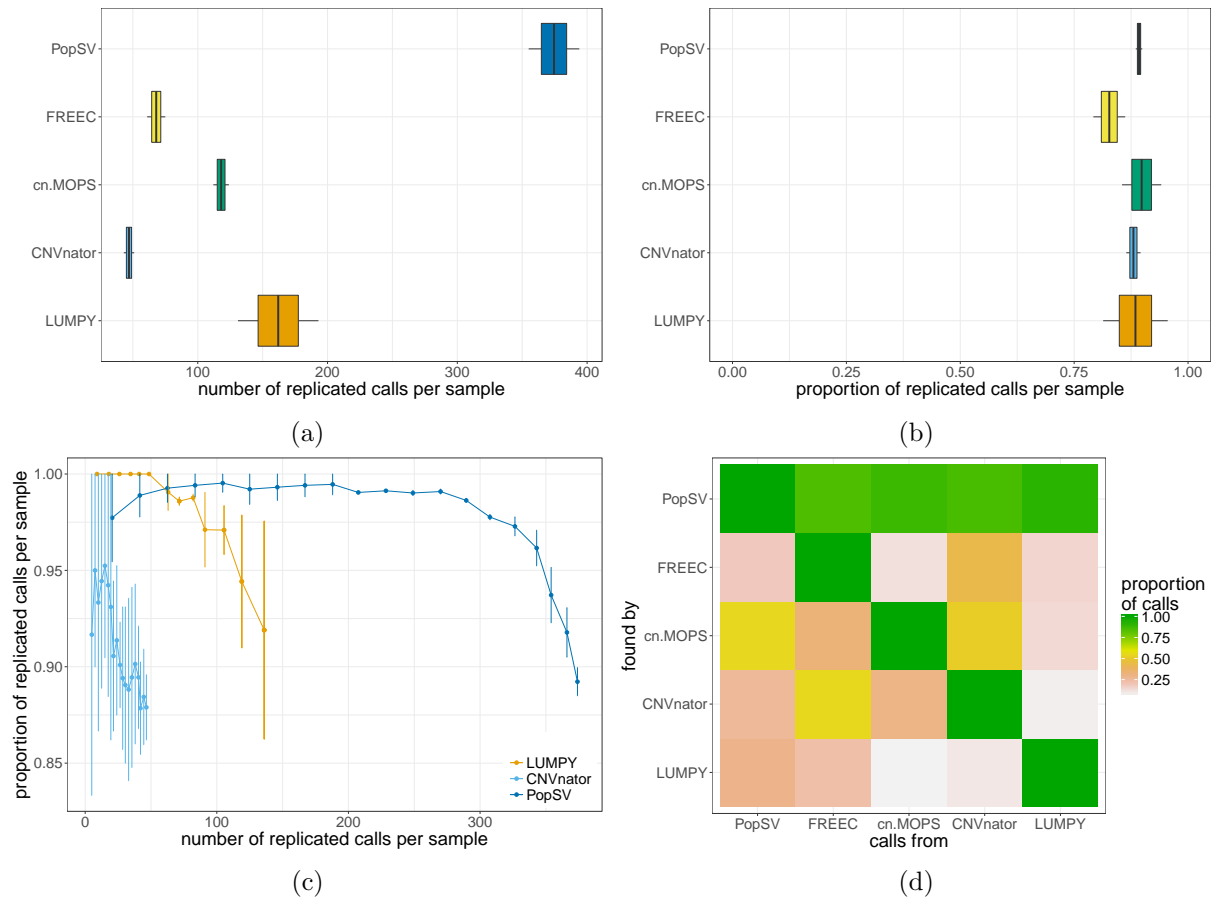 PopSV
FREEC
cn.MOPS
CNVnator
LUMPY
100
200
300
400
number of replicated calls per sample
(a)
PopSV
FREEC
cn.MOPS
CNVnator
LUMPY
0.00
0.25
0.50
0.75
1.00
proportion of replicated calls per sample
(b)
proportion of replicated calls per sample
1.00
0.95
0.90
0.85
LUMPY
CNVnator
PopSV
0
100
200
300
number of replicated calls per sample
(c)
found by
PopSV
FREEC
cn.MOPS
CNVnator
LUMPY
PopSV
FREEC
cn.MOPS
CNVnator
LUMPY
calls from
proportion
of calls
1.00
0.75
0.50
0.25
(d)